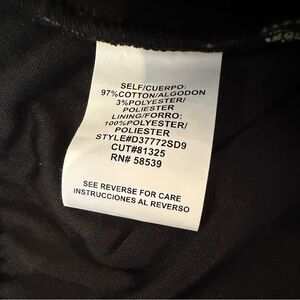 SELF/CUERPO:
97%COTTON/ALGODON
3%POLYESTER/
POLIESTER
LINING/FORRO:
100%POLYESTER/
POLIESTER
STYLE#D37772SD9
CUT#81325
RN# 58539
SEE REVERSE FOR CARE
INSTRUCCIONES AL REVERSO